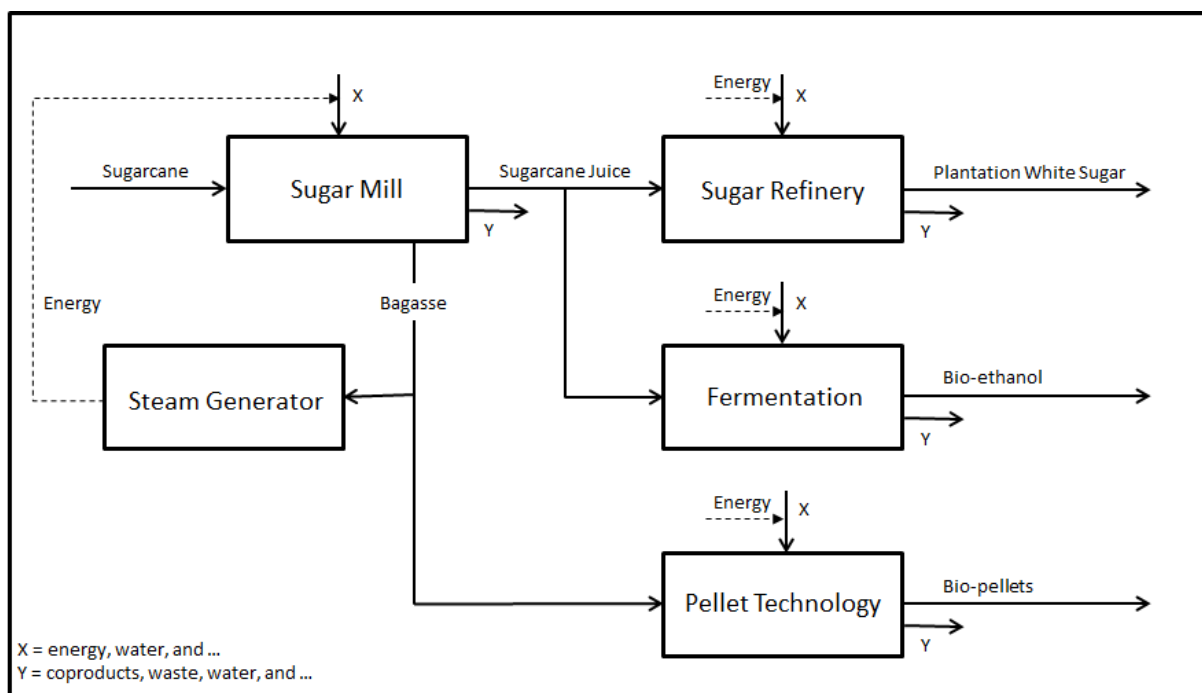 Energy
X
X
Sugarcane
Sugar Mill
Sugarcane Juice
Sugar Refinery
Plantation White Sugar
Y
Y
Energy
Bagasse
Energy
X
Steam Generator
Fermentation
Bio-ethanol
Y
Energy
X
Pellet Technology
Bio-pellets
Y
X = energy, water, and ...
Y = coproducts, waste, water, and ...